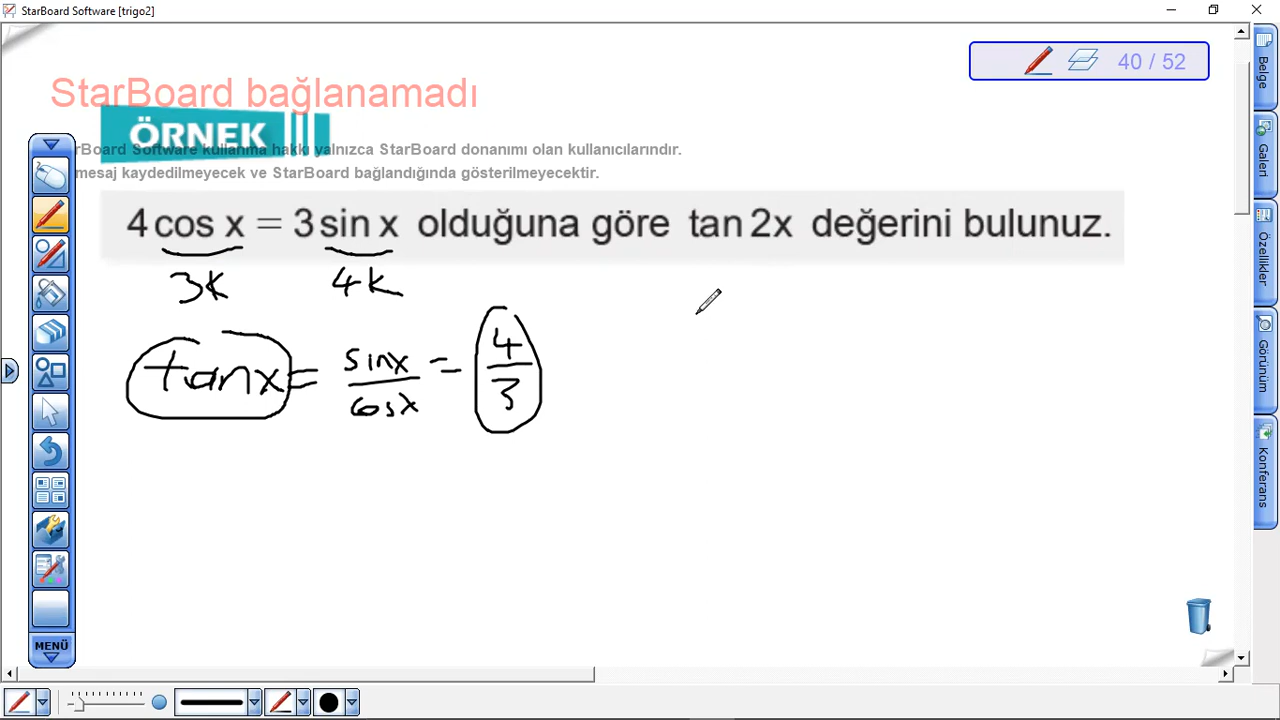 StarBoard Software [trigo2]
40 / 52
StarBoard bağlanamadı
ÖRNEK
rBoard Software kullanma hakkı yalnızca StarBoard donanımı olan kullanıcılarındır.
mesaj kaydedilmeyecek ve StarBoard bağlandığında gösterilmeyecektir.
4 cos x = 3 sin x olduğuna göre tan 2x değerini bulunuz.
3k 4k
tanx = sinx/cosx = 4/3
MENÜ
Belge
Galeri
Özellikler
Görünüm
Konferans